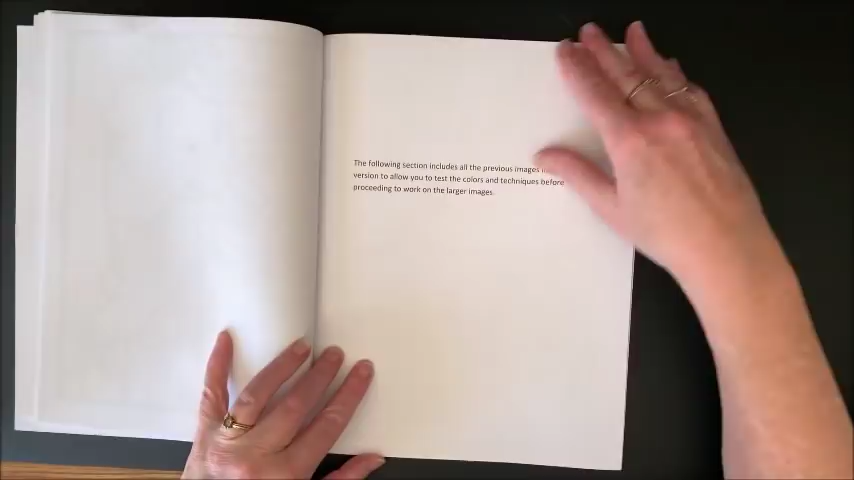 The following section includes all the previous images
version to allow you to test the colors and techniques before
proceeding to work on the larger images.